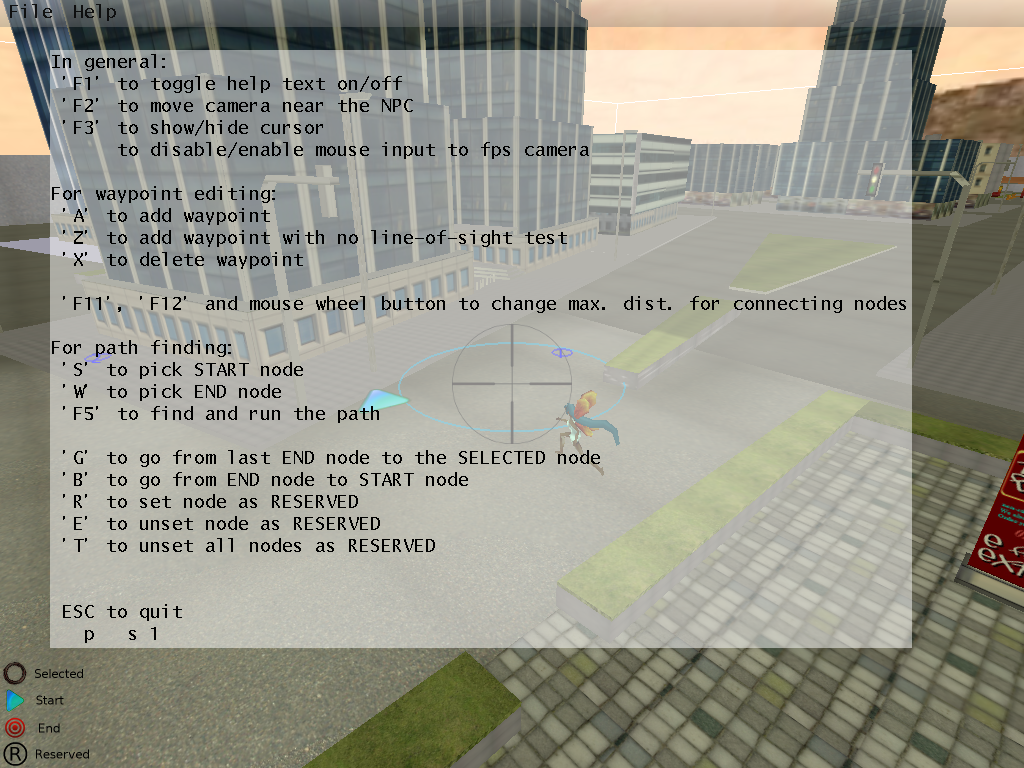 File Help
In general:
'F1' to toggle help text on/off
'F2' to move camera near the NPC
'F3' to show/hide cursor
to disable/enable mouse input to fps camera
For waypoint editing:
'A' to add waypoint
'Z' to add waypoint with no line-of-sight test
'X' to delete waypoint
'F11', 'F12' and mouse wheel button to change max. dist. for connecting nodes
For path finding:
'S' to pick START node
'W' to pick END node
'F5' to find and run the path
'G' to go from last END node to the SELECTED node
'B' to go from END node to START node
'R' to set node as RESERVED
'E' to unset node as RESERVED
'T' to unset all nodes as RESERVED
ESC to quit
p s 1
Selected
Start
End
R Reserved